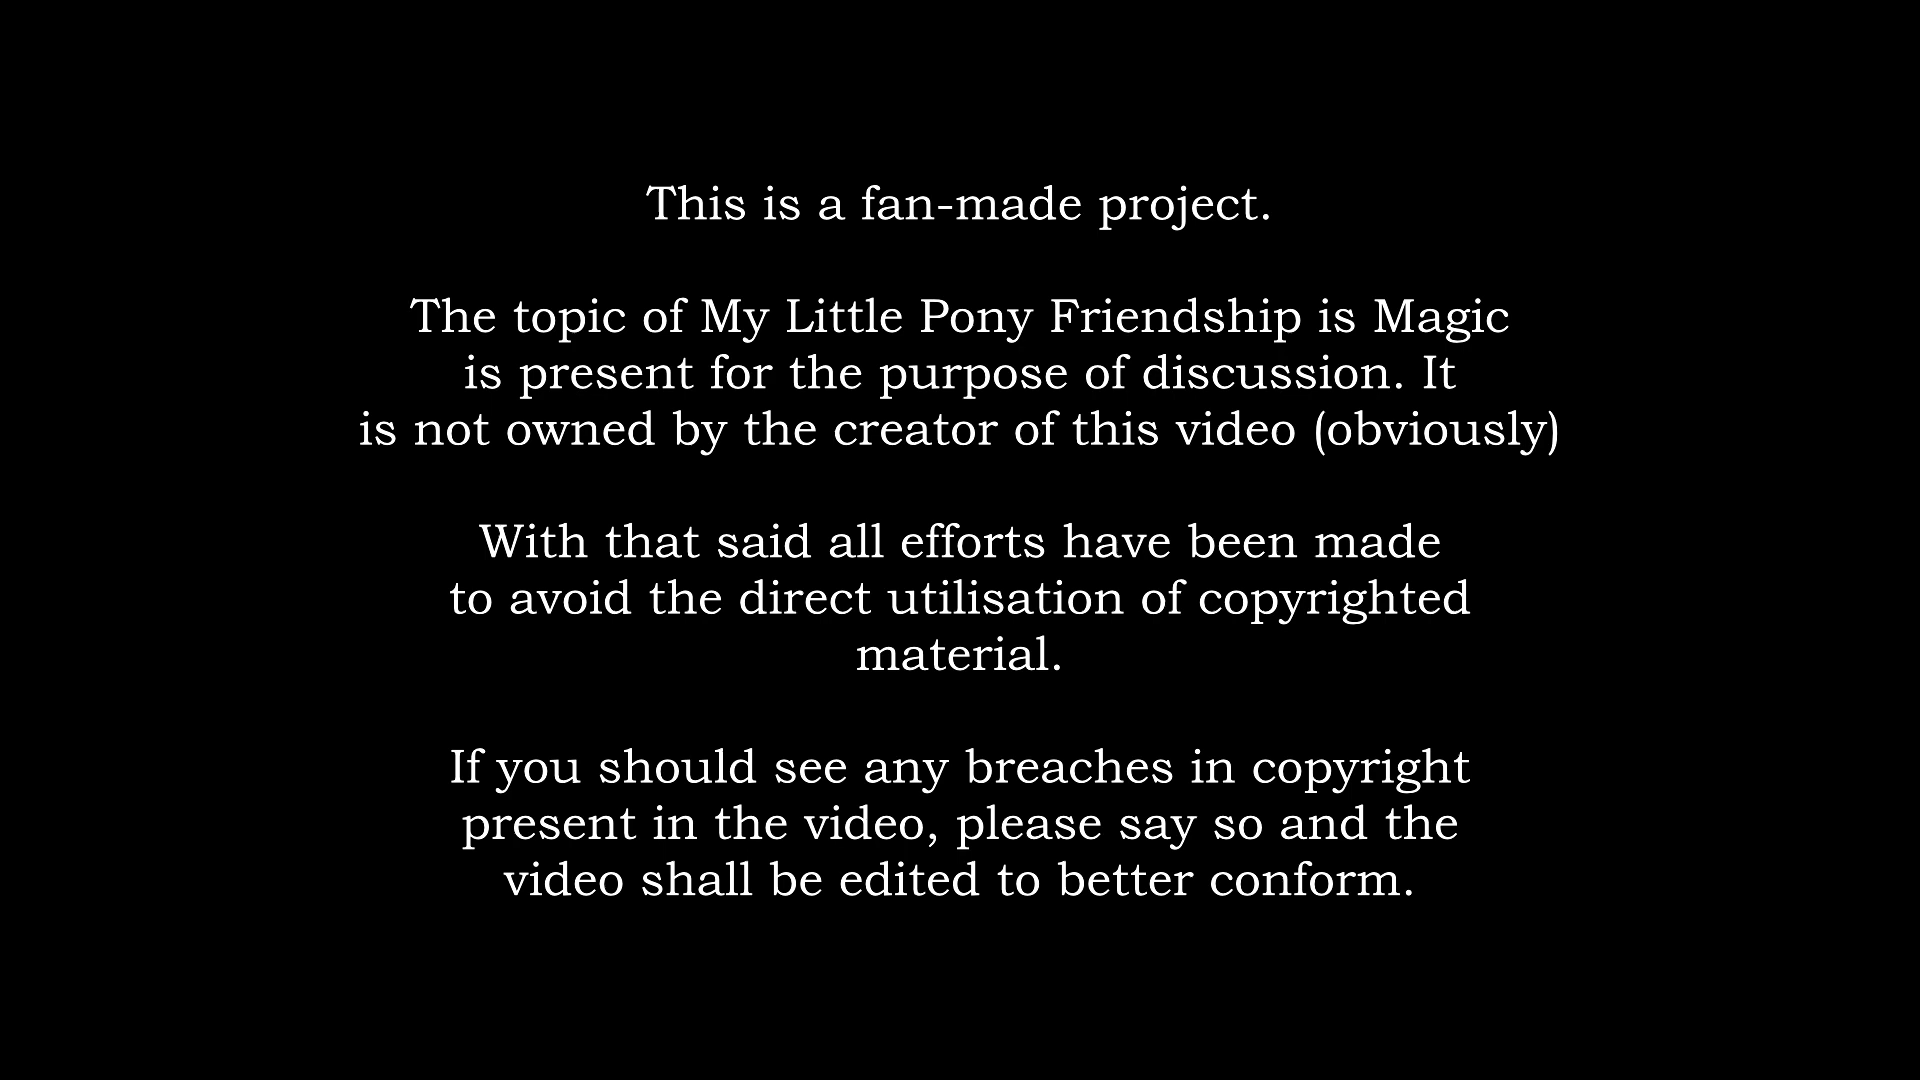 This is a fan-made project.
The topic of My Little Pony Friendship is Magic
is present for the purpose of discussion. It
is not owned by the creator of this video (obviously)
With that said all efforts have been made
to avoid the direct utilisation of copyrighted
material.
If you should see any breaches in copyright
present in the video, please say so and the
video shall be edited to better conform.